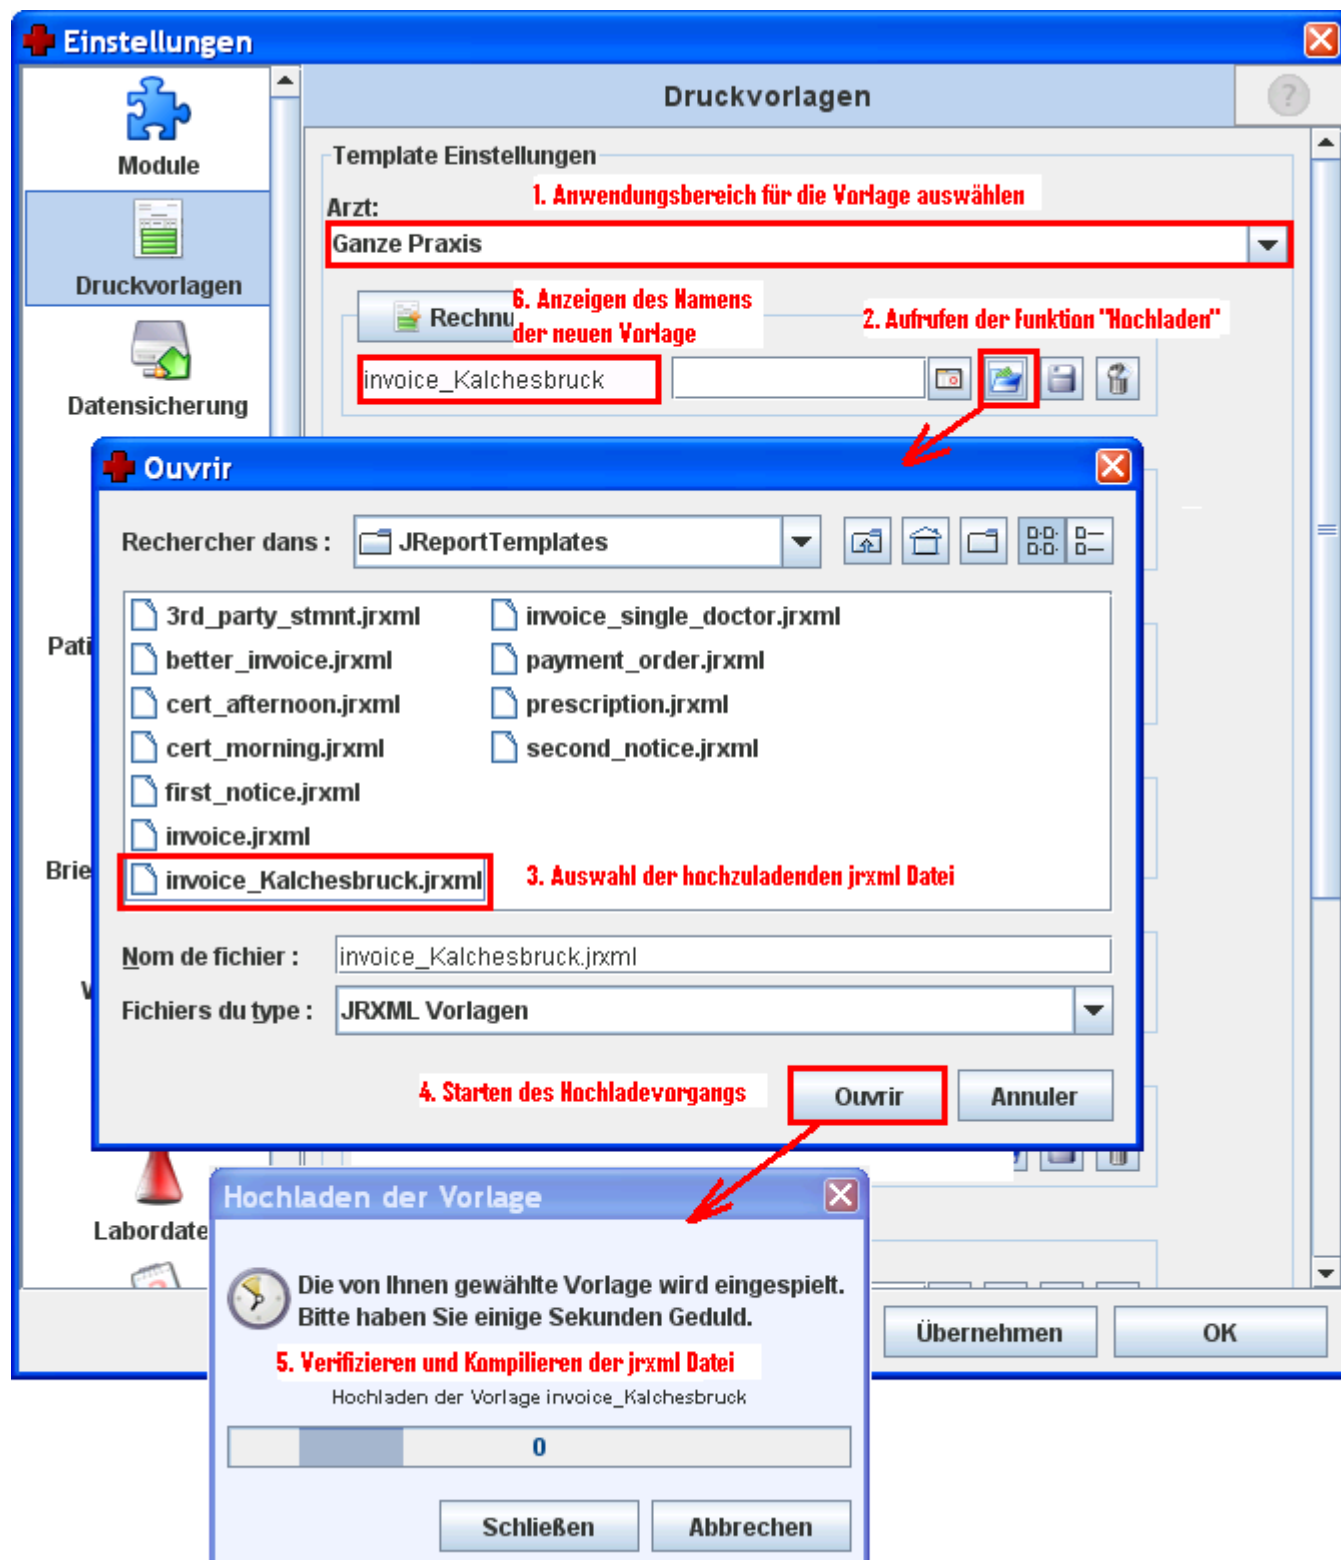 Einstellungen
Module
Druckvorlagen
Datensicherung
Pati
Brie
Labordate
Druckvorlagen
?
Template Einstellungen
1. Anwendungsbereich für die Vorlage auswählen
Arzt:
Ganze Praxis
6. Anzeigen des Namens
der neuen Vorlage
Rechnu
2. Aufrufen der Funktion "Hochladen"
invoice_Kalchesbruck
Ouvrir
Rechercher dans :
JReportTemplates
3rd_party_stmnt.jrxml
better_invoice.jrxml
cert_afternoon.jrxml
cert_morning.jrxml
first_notice.jrxml
invoice.jrxml
invoice_Kalchesbruck.jrxml
invoice_single_doctor.jrxml
payment_order.jrxml
prescription.jrxml
second_notice.jrxml
3. Auswahl der hochzuladenden jrxml Datei
Nom de fichier :
invoice_Kalchesbruck.jrxml
Fichiers du type :
JRXML Vorlagen
4. Starten des Hochladevorgangs
Ouvrir
Annuler
Hochladen der Vorlage
Die von Ihnen gewählte Vorlage wird eingespielt.
Bitte haben Sie einige Sekunden Geduld.
5. Verifizieren und Kompilieren der jrxml Datei
Hochladen der Vorlage invoice_Kalchesbruck
0
Schließen
Abbrechen
Übernehmen
OK